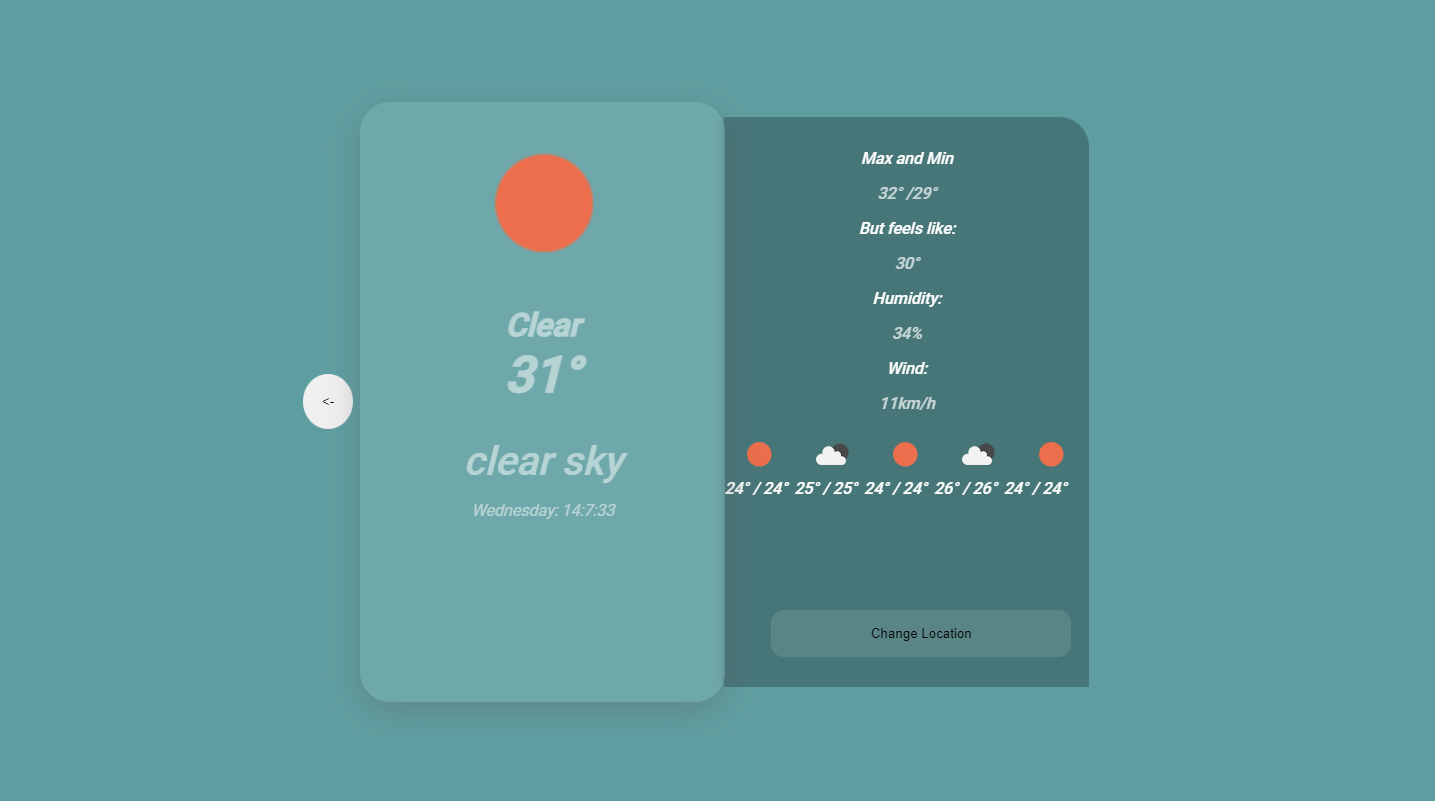 <-
Clear
31°
clear sky
Wednesday: 14:7:33
Max and Min
32° /29°
But feels like:
30°
Humidity:
34%
Wind:
11km/h
24° / 24° 25° / 25° 24° / 24° 26° / 26° 24° / 24°
Change Location